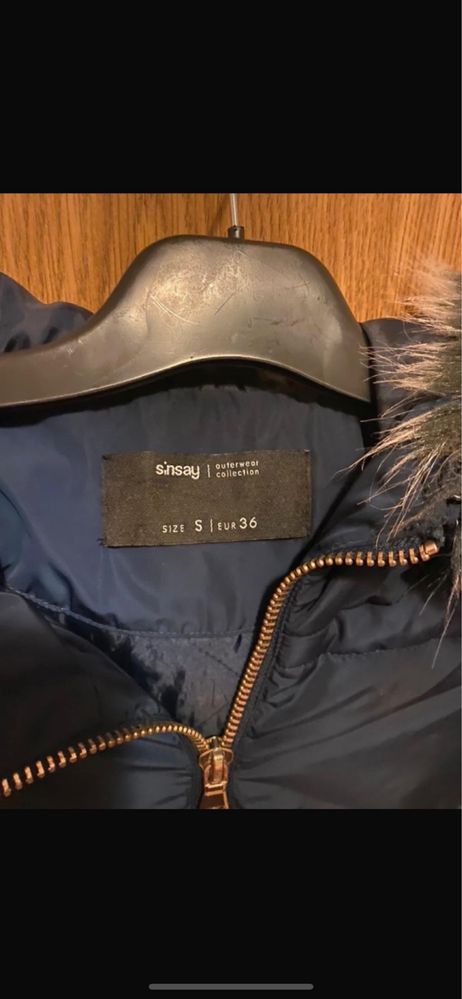 sinsay | outerwear
collection
SIZE S | EUR 36